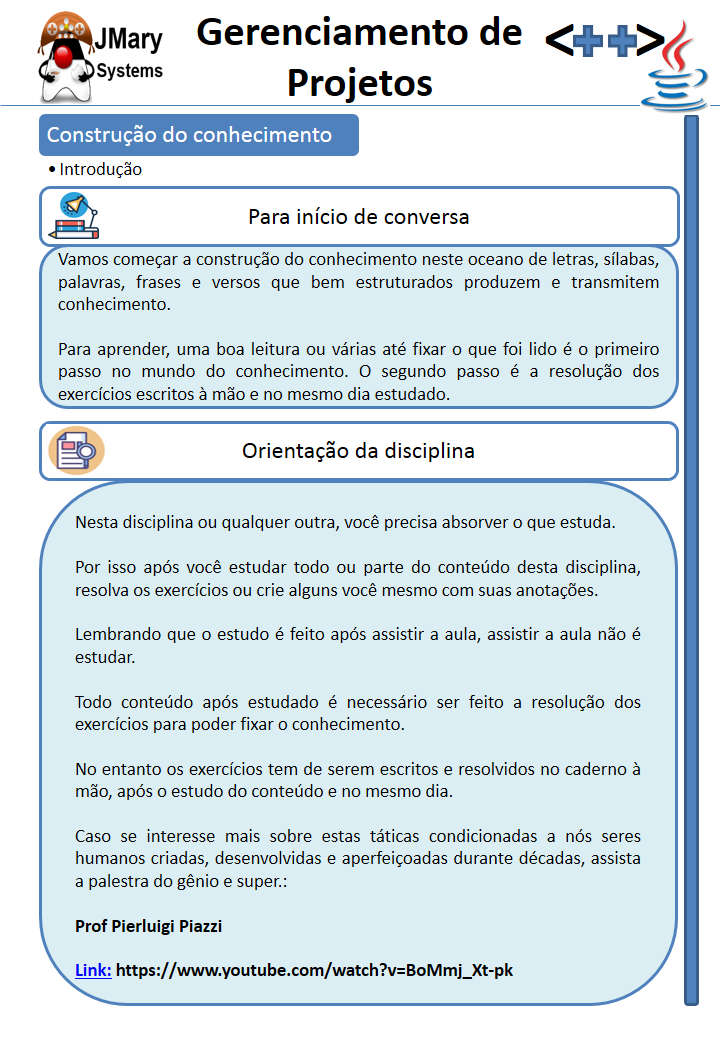 JMary
Systems
Gerenciamento de
Projetos
<++>
Construção do conhecimento
• Introdução
Para início de conversa
Vamos começar a construção do conhecimento neste oceano de letras, sílabas,
palavras, frases e versos que bem estruturados produzem e transmitem
conhecimento.
Para aprender, uma boa leitura ou várias até fixar o que foi lido é o primeiro
passo no mundo do conhecimento. O segundo passo é a resolução dos
exercícios escritos à mão e no mesmo dia estudado.
Orientação da disciplina
Nesta disciplina ou qualquer outra, você precisa absorver o que estuda.
Por isso após você estudar todo ou parte do conteúdo desta disciplina,
resolva os exercícios ou crie alguns você mesmo com suas anotações.
Lembrando que o estudo é feito após assistir a aula, assistir a aula não é
estudar.
Todo conteúdo após estudado é necessário ser feito a resolução dos
exercícios para poder fixar o conhecimento.
No entanto os exercícios tem de serem escritos e resolvidos no caderno à
mão, após o estudo do conteúdo e no mesmo dia.
Caso se interesse mais sobre estas táticas condicionadas a nós seres
humanos criadas, desenvolvidas e aperfeiçoadas durante décadas, assista
a palestra do gênio e super.:
Prof Pierluigi Piazzi
Link: https://www.youtube.com/watch?v=BoMmj_Xt-pk